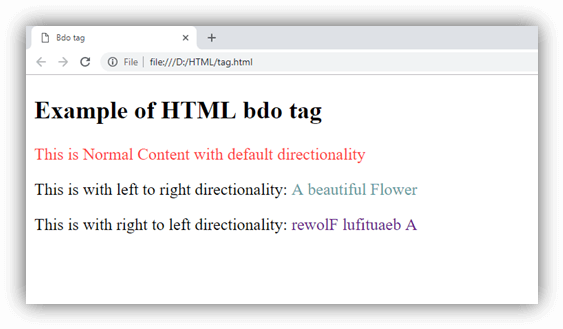 Bdo tag
File file:///D:/HTML/tag.html
Example of HTML bdo tag
This is Normal Content with default directionality
This is with left to right directionality: A beautiful Flower
This is with right to left directionality: rewolF lufituaeb A